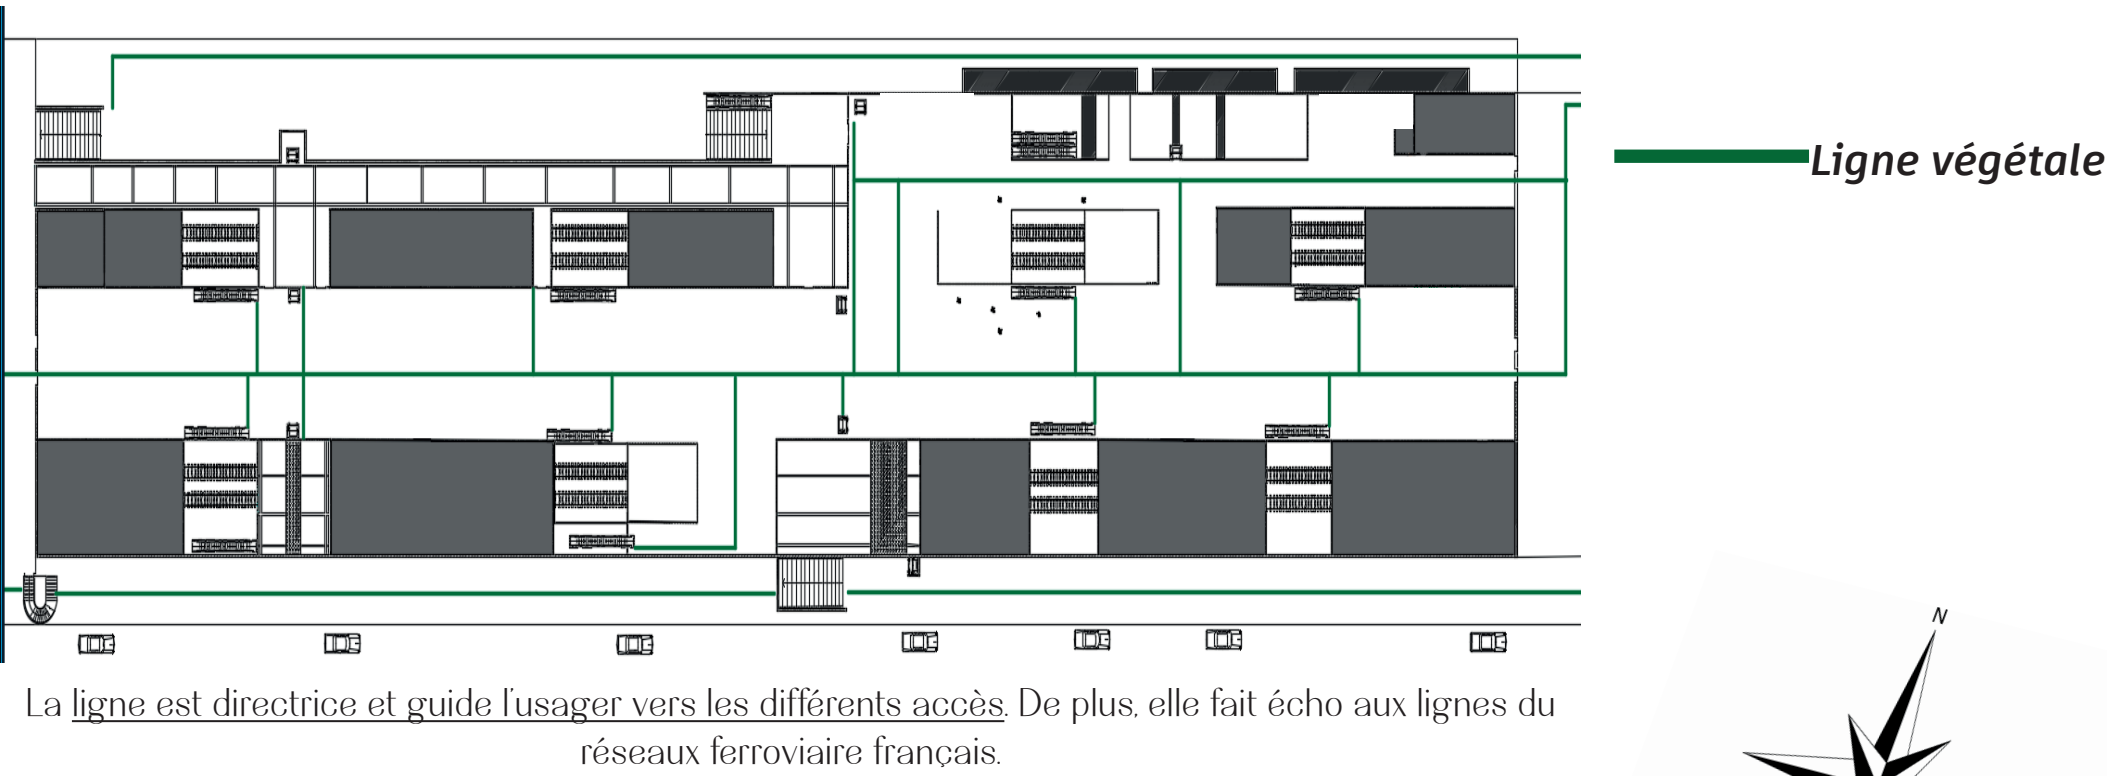 Ligne végétale
N
La ligne est directrice et guide l'usager vers les différents accès. De plus, elle fait écho aux lignes du
réseaux ferroviaire français.